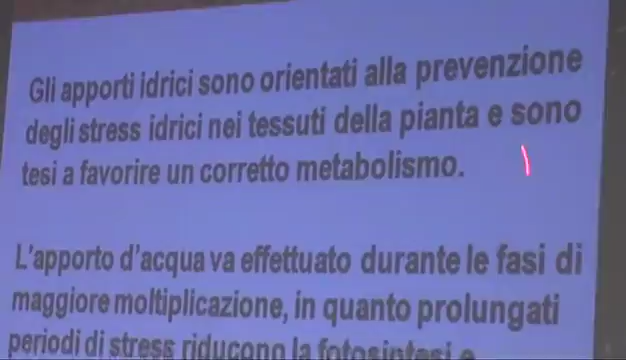 Gli apporti idrici sono orientati alla prevenzione
degli stress idrici nei tessuti della pianta e sono
tesi a favorire un corretto metabolismo.
L'apporto d'acqua va effettuato durante le fasi di
maggiore moltiplicazione, in quanto prolungati
periodi di stress riducono la fotosintesi e